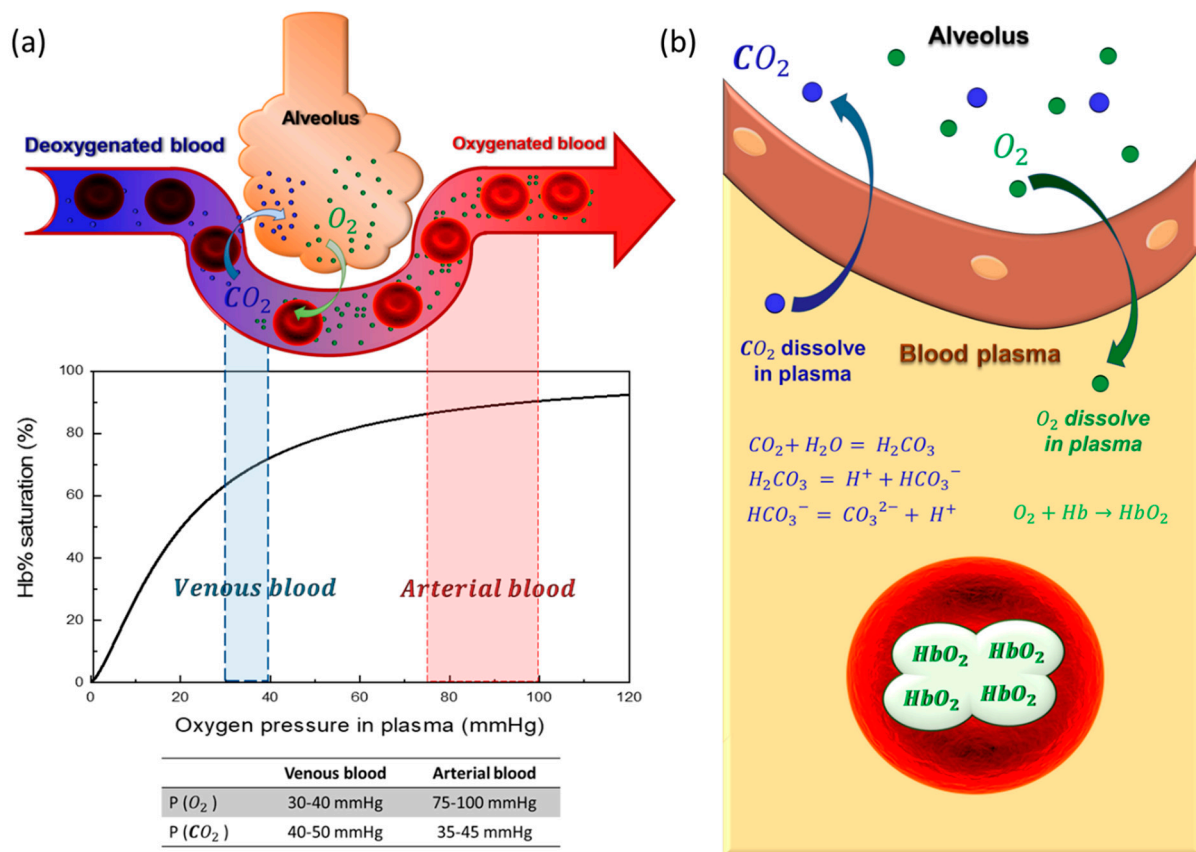 (a)
Alveolus
Deoxygenated blood
Oxygenated blood
O₂
CO₂
Hb% saturation (%)
100
80
60
40
20
0
Venous blood
Arterial blood
0 20 40 60 80 100 120
Oxygen pressure in plasma (mmHg)
Venous blood Arterial blood
P (O₂ ) 30-40 mmHg 75-100 mmHg
P (CO₂ ) 40-50 mmHg 35-45 mmHg
(b)
Alveolus
CO₂
O₂
CO₂ dissolve
in plasma
Blood plasma
O₂ dissolve
in plasma
CO₂ + H₂O = H₂CO₃
H₂CO₃ = H⁺ + HCO₃⁻
HCO₃⁻ = CO₃²⁻ + H⁺
O₂ + Hb → HbO₂
HbO₂ HbO₂
HbO₂ HbO₂